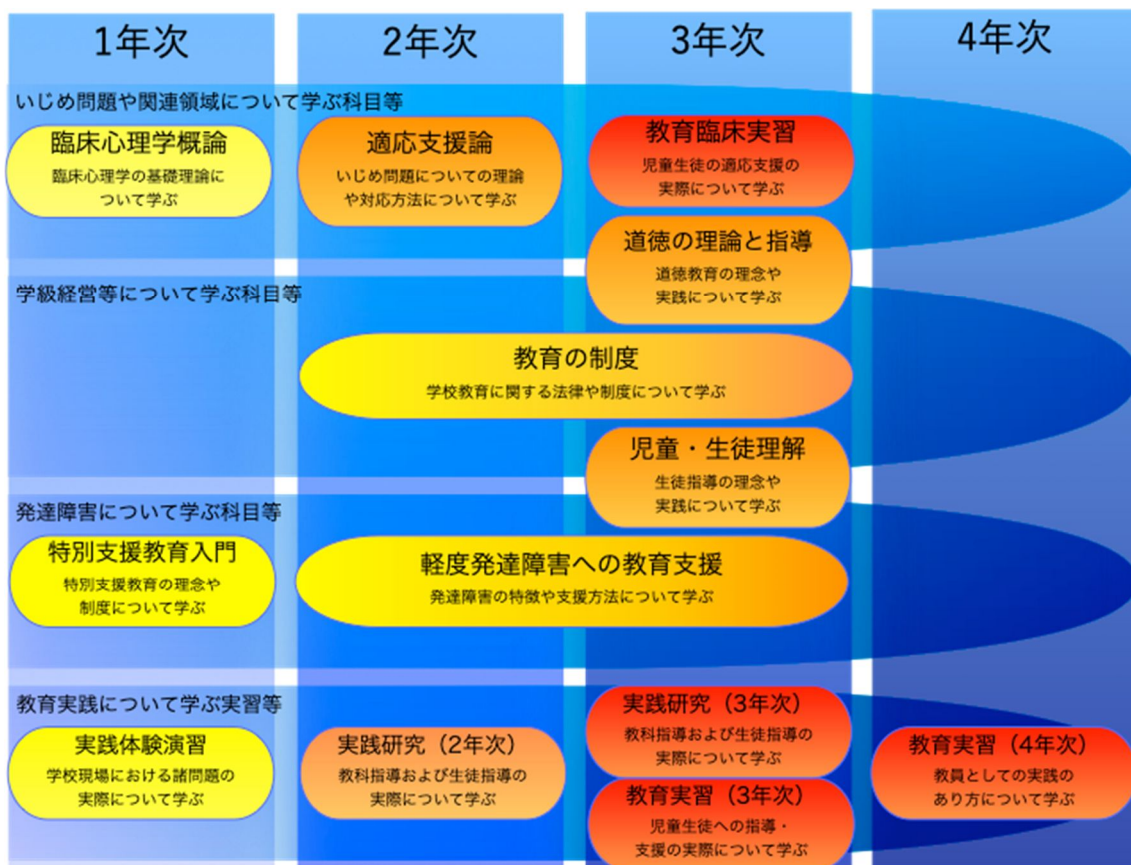 1年次
2年次
3年次
4年次
いじめ問題や関連領域について学ぶ科目等
臨床心理学概論
臨床心理学の基礎理論に
ついて学ぶ
適応支援論
いじめ問題についての理論
や対応方法について学ぶ
教育臨床実習
児童生徒の適応支援の
実際について学ぶ
道徳の理論と指導
道徳教育の理念や
実践について学ぶ
学級経営等について学ぶ科目等
教育の制度
学校教育に関する法律や制度について学ぶ
児童・生徒理解
生徒指導の理念や
実践について学ぶ
発達障害について学ぶ科目等
特別支援教育入門
特別支援教育の理念や
制度について学ぶ
軽度発達障害への教育支援
発達障害の特徴や支援方法について学ぶ
教育実践について学ぶ実習等
実践体験演習
学校現場における諸問題の
実際について学ぶ
実践研究（2年次）
教科指導および生徒指導の
実際について学ぶ
実践研究（3年次）
教科指導および生徒指導の
実際について学ぶ
教育実習（3年次）
児童生徒への指導・
支援の実際について学ぶ
教育実習（4年次）
教員としての実践の
あり方について学ぶ